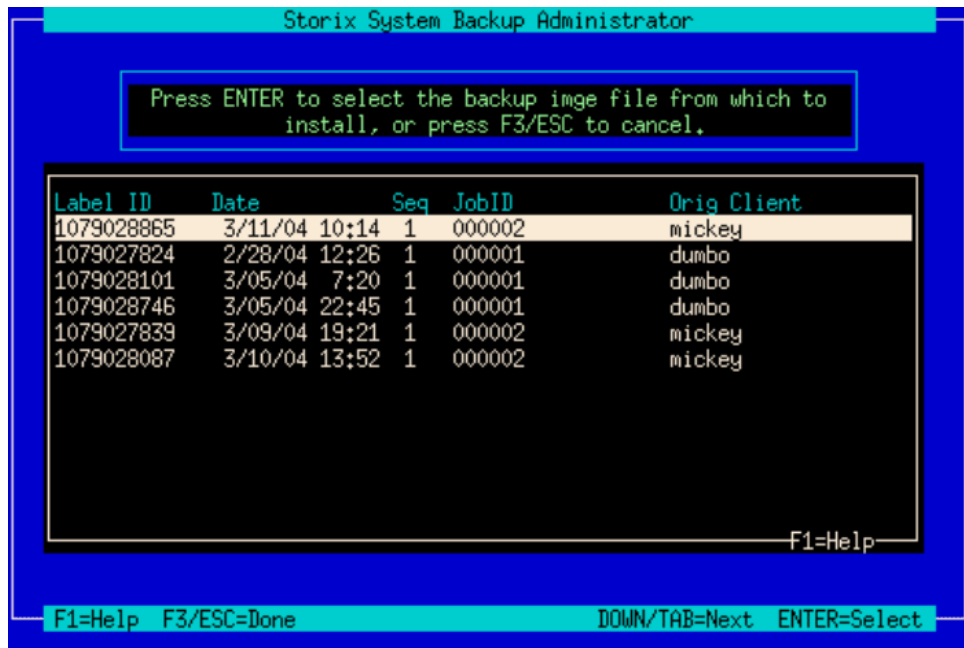 Storix System Backup Administrator
Press ENTER to select the backup imge file from which to
install, or press F3/ESC to cancel.
Label ID Date Seq JobID Orig Client
1079028865 3/11/04 10:14 1 000002 mickey
1079027824 2/28/04 12:26 1 000001 dumbo
1079028101 3/05/04 7:20 1 000001 dumbo
1079028746 3/05/04 22:45 1 000001 dumbo
1079027839 3/09/04 19:21 1 000002 mickey
1079028087 3/10/04 13:52 1 000002 mickey
F1=Help
F1=Help F3/ESC=Done DOWN/TAB=Next ENTER=Select